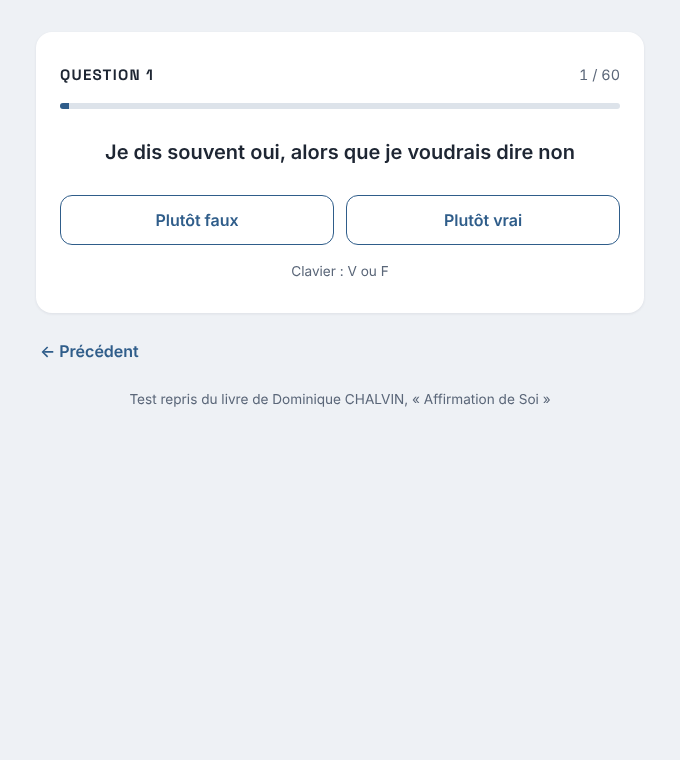 QUESTION 1
1 / 60
Je dis souvent oui, alors que je voudrais dire non
Plutôt faux
Plutôt vrai
Clavier : V ou F
← Précédent
Test repris du livre de Dominique CHALVIN, « Affirmation de Soi »